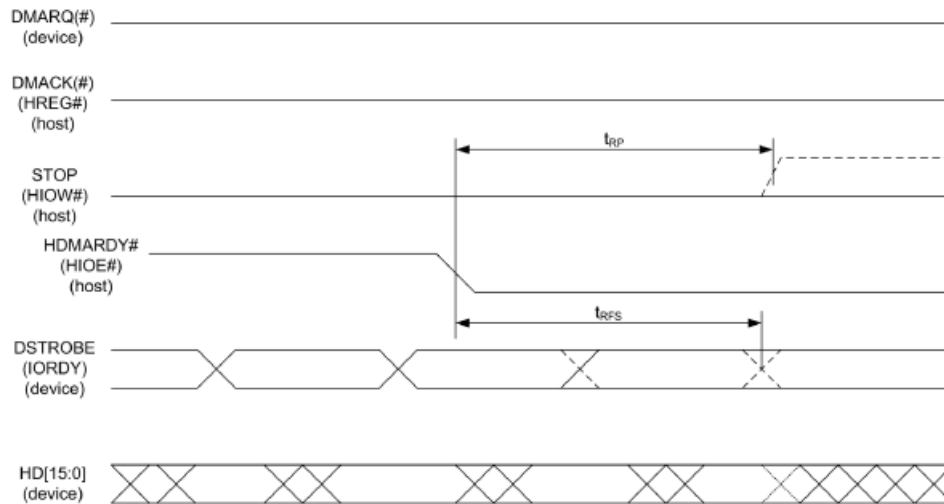 DMARQ(#)
(device)
DMACK(#)
(HREG#)
(host)
tRP
STOP
(HIOW#)
(host)
HDMARDY#
(HIOE#)
(host)
tRFS
DSTROBE
(IORDY)
(device)
HD[15:0]
(device)